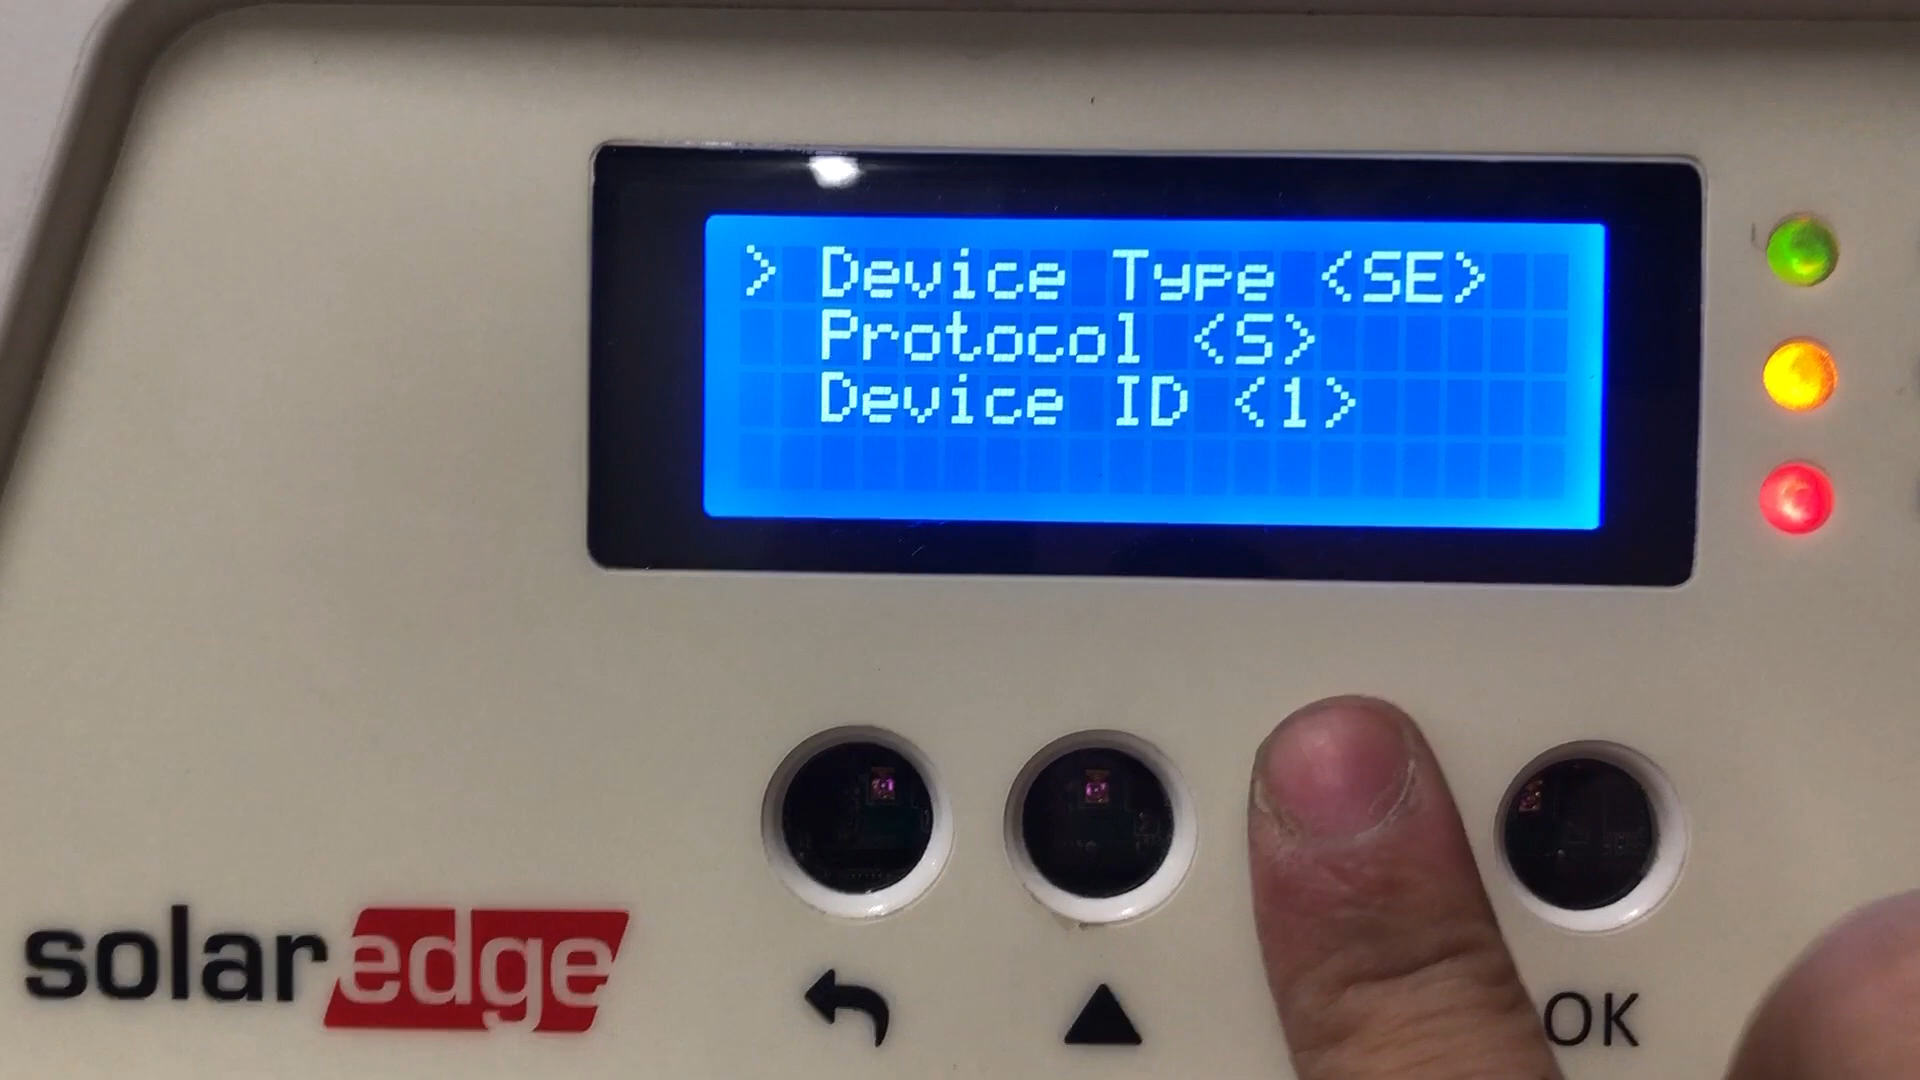 > Device Type <SE>
Protocol <S>
Device ID <1>
solaredge
OK